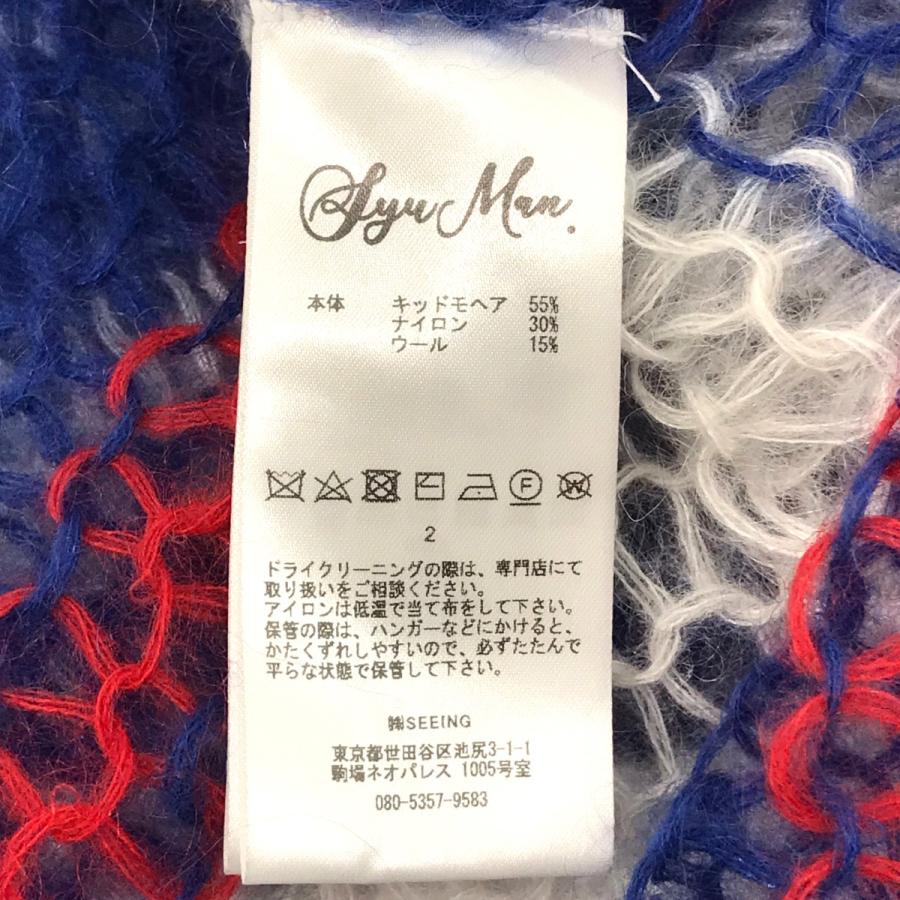 Syu Man.
本体 キッドモヘア 55%
ナイロン 30%
ウール 15%
W F
2
ドライクリーニングの際は、専門店にて
取り扱いをご相談ください。
アイロンは低温で当て布をして下さい。
保管の際は、ハンガーなどにかけると、
かたくずれしやすいので、必ずたたんで
平らな状態で保管して下さい。
㈱SEEING
東京都世田谷区池尻3-1-1
駒場ネオパレス 1005号室
080-5357-9583